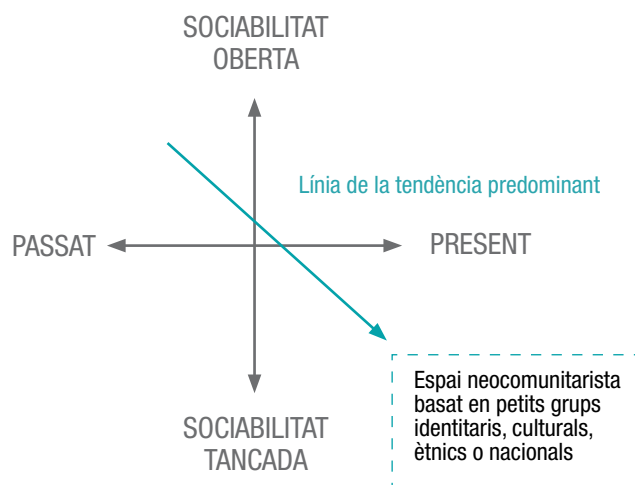 SOCIABILITAT
OBERTA
Línia de la tendència predominant
PASSAT
PRESENT
Espai neocomunitarista
basat en petits grups
identitaris, culturals,
ètnics o nacionals
SOCIABILITAT
TANCADA